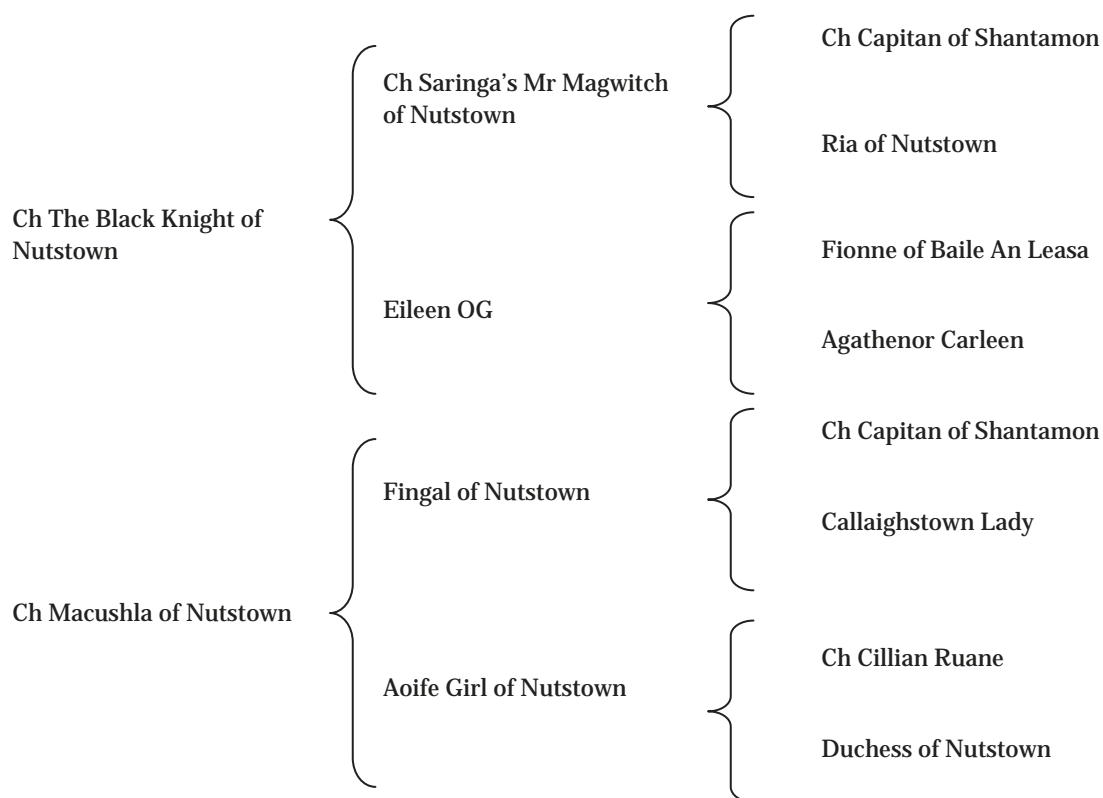 Ch Capitan of Shantamon
Ch Saringa’s Mr Magwitch
of Nutstown
Ria of Nutstown
Ch The Black Knight of
Nutstown
Fionne of Baile An Leasa
Eileen OG
Agathenor Carleen
Ch Capitan of Shantamon
Fingal of Nutstown
Callaighstown Lady
Ch Macushla of Nutstown
Ch Cillian Ruane
Aoife Girl of Nutstown
Duchess of Nutstown